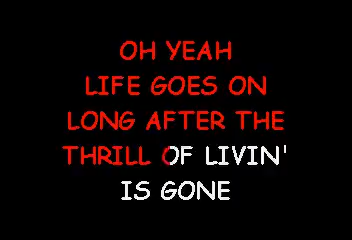 OH YEAH
LIFE GOES ON
LONG AFTER THE
THRILL OF LIVIN'
IS GONE